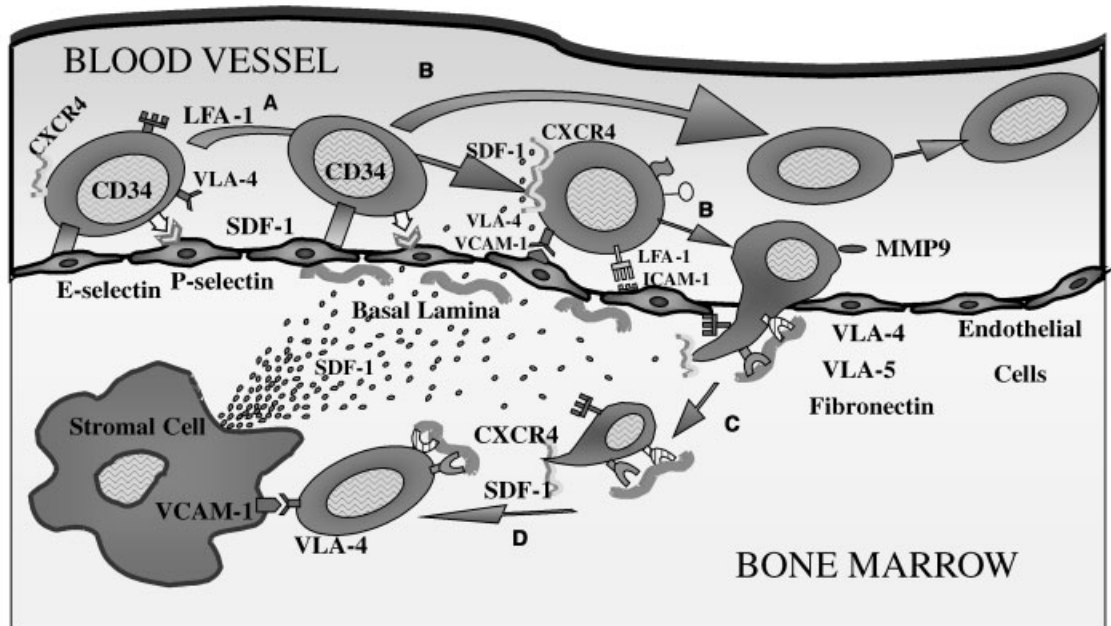 BLOOD VESSEL
B
A
CXCR4
LFA-1
CXCR4
SDF-1
CD34
CD34
VLA-4
B
SDF-1
VLA-4
VCAM-1
MMP9
LFA-1
ICAM-1
E-selectin
P-selectin
Basal Lamina
VLA-4
Endothelial
VLA-5
Cells
SDF-1
Fibronectin
C
Stromal Cell
CXCR4
SDF-1
VCAM-1
D
VLA-4
BONE MARROW